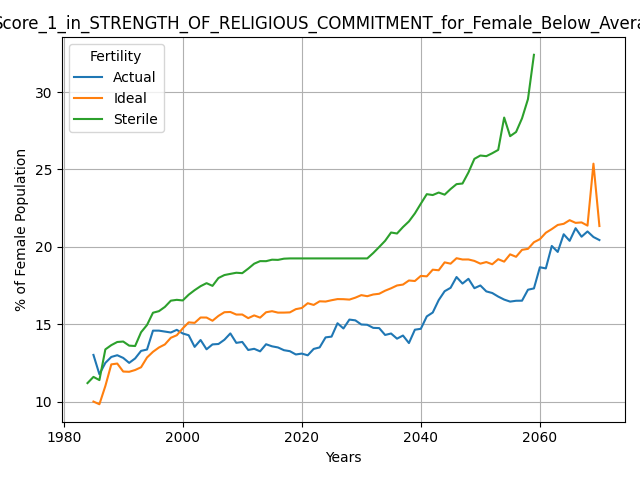 Score_1_in_STRENGTH_OF_RELIGIOUS_COMMITMENT_for_Female_Below_Avera
Fertility
Actual
Ideal
Sterile
% of Female Population
30
25
20
15
10
1980
2000
2020
2040
2060
Years